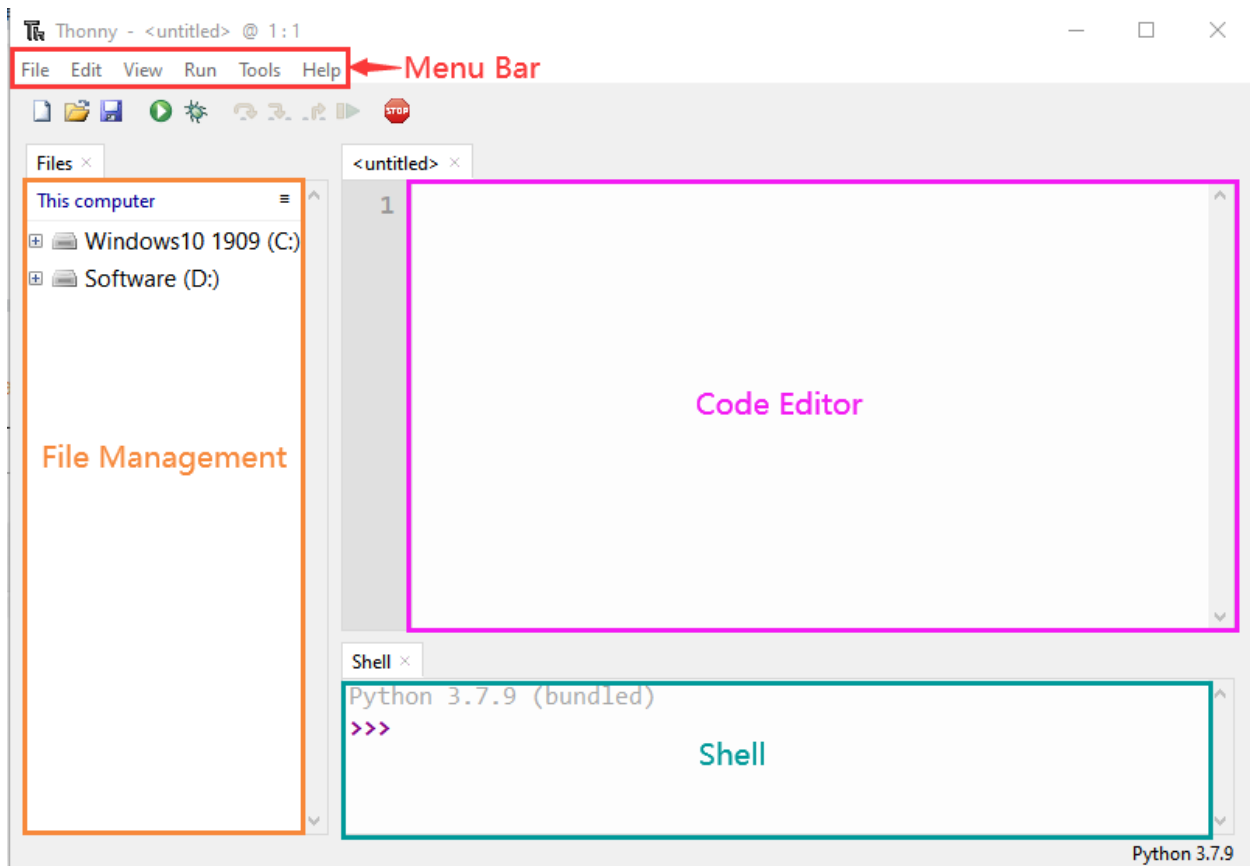 Thonny - <untitled> @ 1:1
File Edit View Run Tools Help Menu Bar
STOP
Files
<untitled>
This computer
1
Windows10 1909 (C:)
Software (D:)
Code Editor
File Management
Shell
Python 3.7.9 (bundled)
>>>
Shell
Python 3.7.9